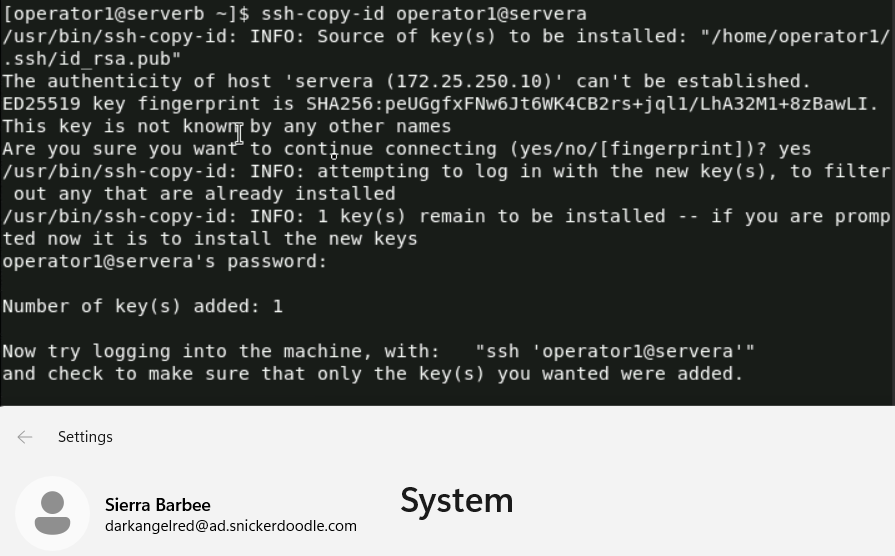 [operator1@serverb ~]$ ssh-copy-id operator1@servera
/usr/bin/ssh-copy-id: INFO: Source of key(s) to be installed: "/home/operator1/
.ssh/id_rsa.pub"
The authenticity of host 'servera (172.25.250.10)' can't be established.
ED25519 key fingerprint is SHA256:peUGgfxFNw6Jt6WK4CB2rs+jql1/LhA32M1+8zBawLI.
This key is not known by any other names
Are you sure you want to continue connecting (yes/no/[fingerprint])? yes
/usr/bin/ssh-copy-id: INFO: attempting to log in with the new key(s), to filter
 out any that are already installed
/usr/bin/ssh-copy-id: INFO: 1 key(s) remain to be installed -- if you are promp
ted now it is to install the new keys
operator1@servera's password:
Number of key(s) added: 1
Now try logging into the machine, with:   "ssh 'operator1@servera'"
and check to make sure that only the key(s) you wanted were added.
Settings
Sierra Barbee
darkangelred@ad.snickerdoodle.com
System